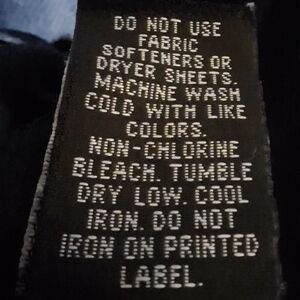 DO NOT USE
FABRIC
SOFTENERS OR
DRYER SHEETS.
MACHINE WASH
COLD WITH LIKE
COLORS.
NON-CHLORINE
BLEACH. TUMBLE
DRY LOW. COOL
IRON. DO NOT
IRON ON PRINTED
LABEL.